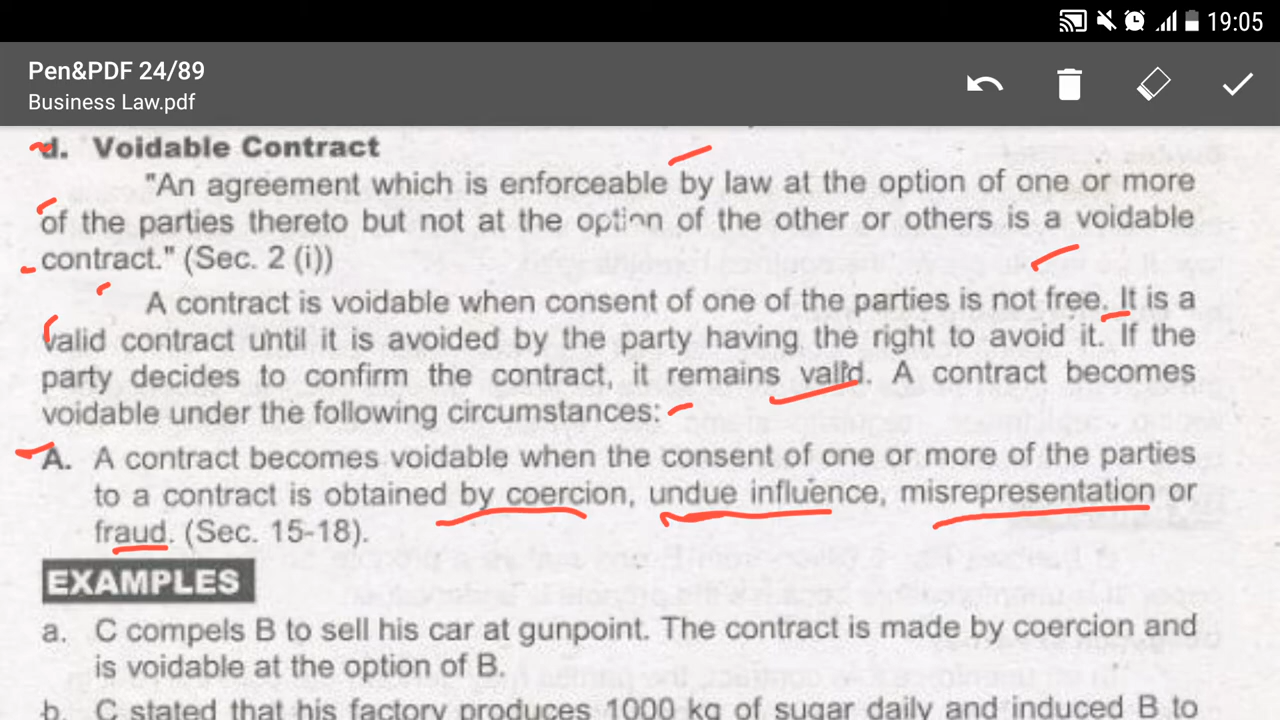 19:05
Pen&PDF 24/89
Business Law.pdf
d. Voidable Contract
"An agreement which is enforceable by law at the option of one or more
of the parties thereto but not at the option of the other or others is a voidable
contract." (Sec. 2 (i))
A contract is voidable when consent of one of the parties is not free. It is a
valid contract until it is avoided by the party having the right to avoid it. If the
party decides to confirm the contract, it remains valid. A contract becomes
voidable under the following circumstances:
A. A contract becomes voidable when the consent of one or more of the parties
to a contract is obtained by coercion, undue influence, misrepresentation or
fraud. (Sec. 15-18).
EXAMPLES
a. C compels B to sell his car at gunpoint. The contract is made by coercion and
is voidable at the option of B.
b. C stated that his factory produces 1000 kg of sugar daily and induced B to